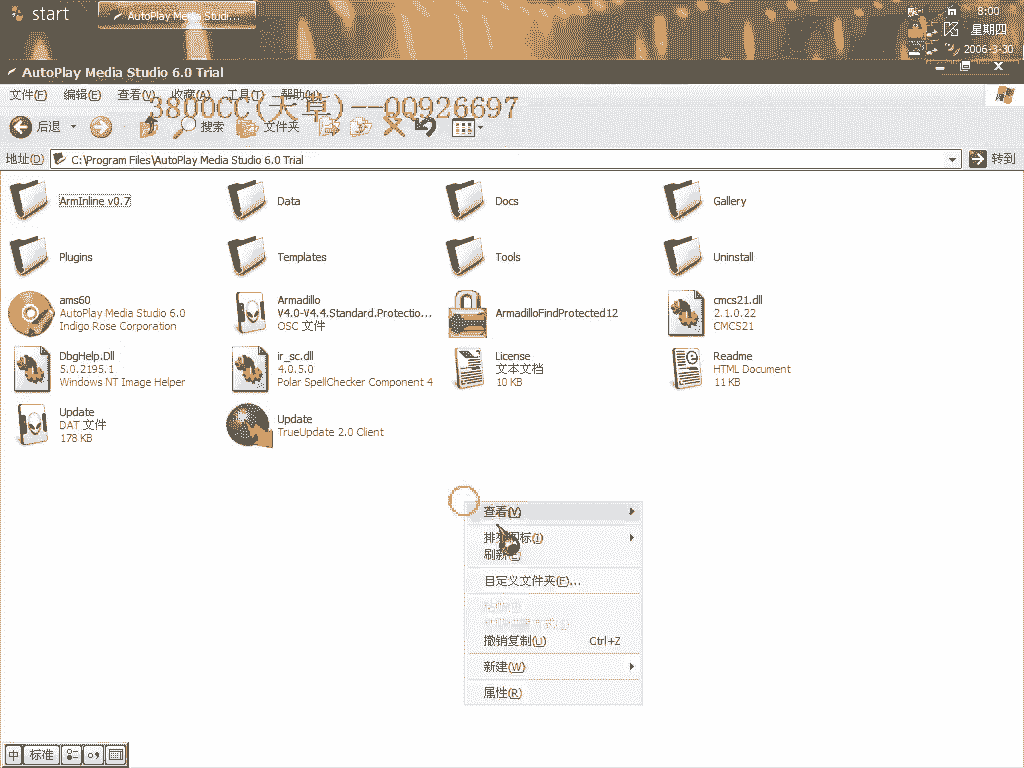 start
AutoPlay Media Studi...
8:00
星期四
2006-3-30
AutoPlay Media Studio 6.0 Trial
文件(F) 编辑(E) 查看(V) 收藏(A) 工具(T) 帮助(H)
3800CC(天草)--QQ926697
后退 搜索 文件夹
地址(D) C:\Program Files\AutoPlay Media Studio 6.0 Trial 转到
ArmInline v0.7
Data
Docs
Gallery
Plugins
Templates
Tools
Uninstall
ams60
AutoPlay Media Studio 6.0
Indigo Rose Corporation
Armadillo
V4.0-V4.4.Standard.Protectio...
OSC 文件
ArmadilloFindProtected12
cmcs21.dll
2.1.0.22
CMCS21
DbgHelp.Dll
5.0.2195.1
Windows NT Image Helper
ir_sc.dll
4.0.5.0
Polar SpellChecker Component 4
License
文本文档
10 KB
Readme
HTML Document
11 KB
Update
DAT 文件
178 KB
Update
TrueUpdate 2.0 Client
查看(V)
排列图标(I)
刷新(E)
自定义文件夹(F)...
撤销复制(U) Ctrl+Z
新建(W)
属性(R)
中 标准